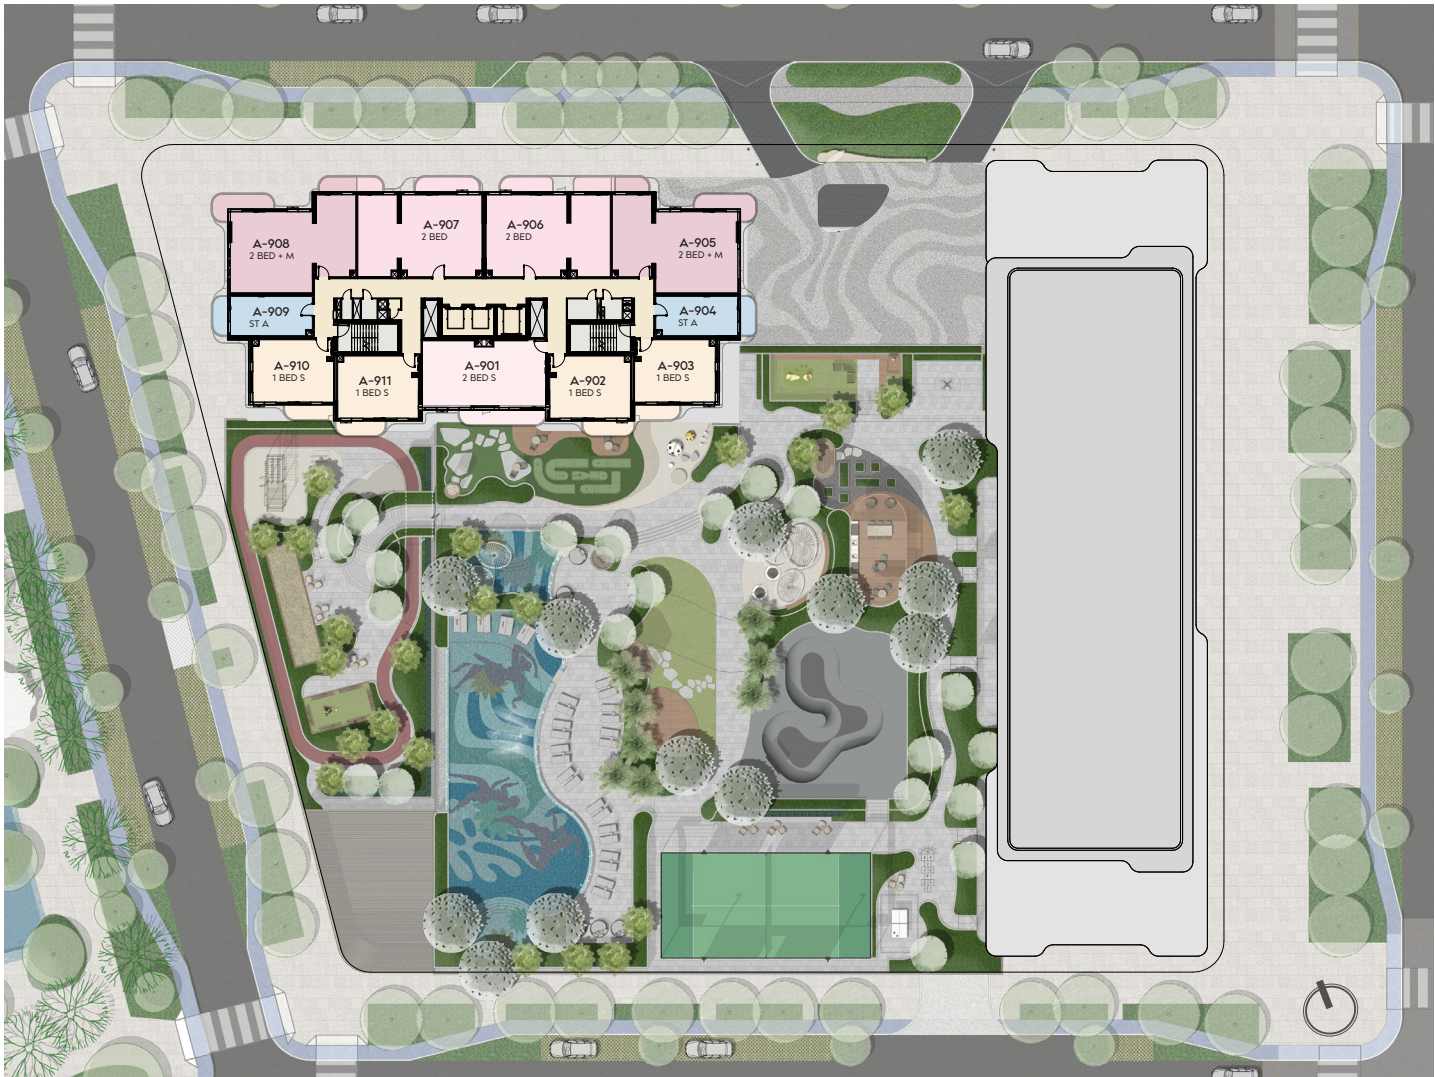 A-908
2 BED + M
A-907
2 BED
A-906
2 BED
A-905
2 BED + M
A-909
ST A
A-904
ST A
A-910
1 BED S
A-911
1 BED S
A-901
2 BED S
A-902
1 BED S
A-903
1 BED S